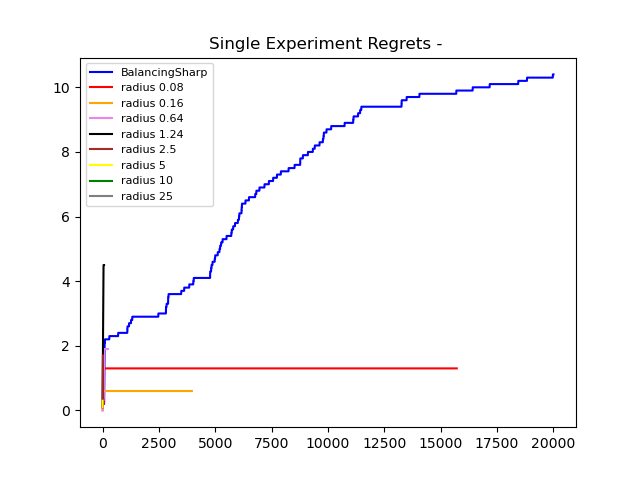 Single Experiment Regrets -
BalancingSharp
radius 0.08
radius 0.16
radius 0.64
radius 1.24
radius 2.5
radius 5
radius 10
radius 25
10
8
6
4
2
0
0 2500 5000 7500 10000 12500 15000 17500 20000